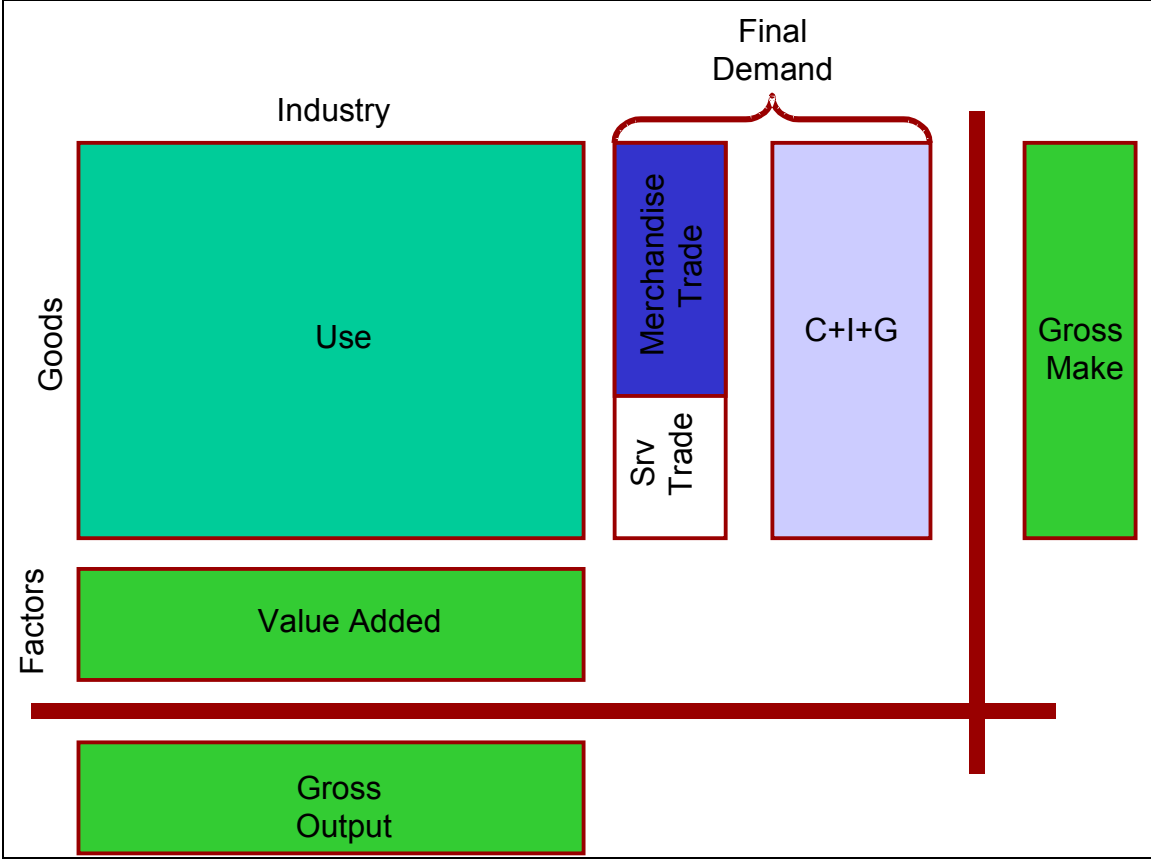 Final
Demand
Industry
Goods
Use
Merchandise
Trade
Srv
Trade
C+I+G
Gross
Make
Factors
Value Added
Gross
Output